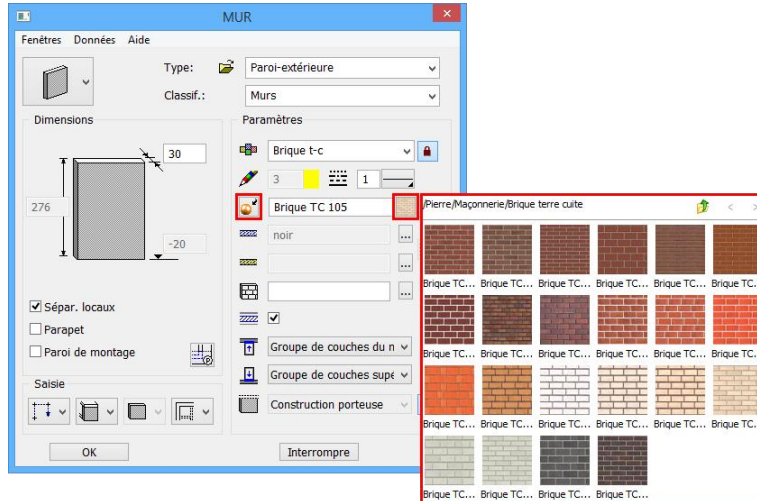 MUR
Fenêtres Données Aide
Type: Paroi-extérieure
Classif.: Murs
Dimensions
30
276
-20
Sépar. locaux
Parapet
Paroi de montage
Saisie
OK
Paramètres
Brique t-c
3 1
Brique TC 105
noir
Groupe de couches du n
Groupe de couches supe
Construction porteuse
Interrompre
/Pierre/Maçonnerie/Brique terre cuite
Brique TC... Brique TC... Brique TC... Brique TC... Brique TC... Brique TC.
Brique TC... Brique TC... Brique TC... Brique TC... Brique TC... Brique TC.
Brique TC... Brique TC... Brique TC... Brique TC... Brique TC... Brique TC.
Brique TC... Brique TC... Brique TC... Brique TC...